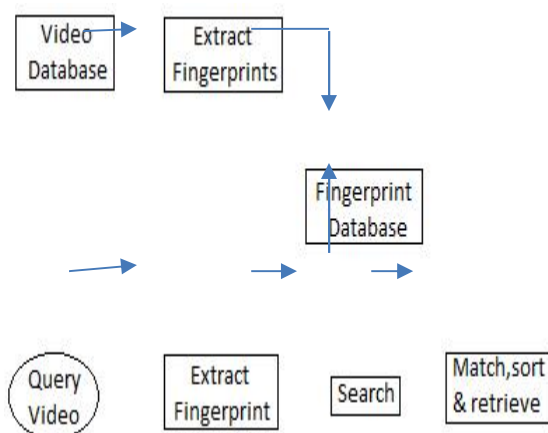 Video
Database
Extract
Fingerprints
Fingerprint
Database
Query
Video
Extract
Fingerprint
Search
Match,sort
& retrieve